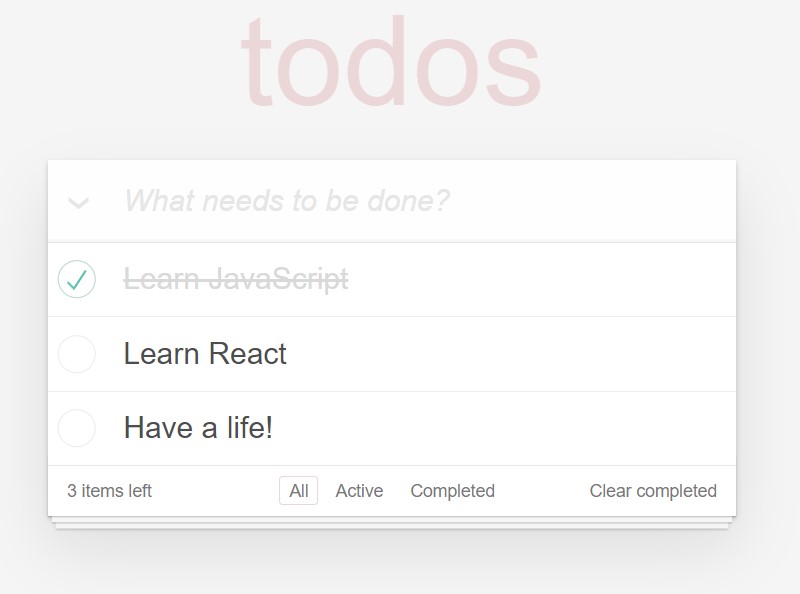 todos
What needs to be done?
Learn JavaScript
Learn React
Have a life!
3 items left All Active Completed Clear completed